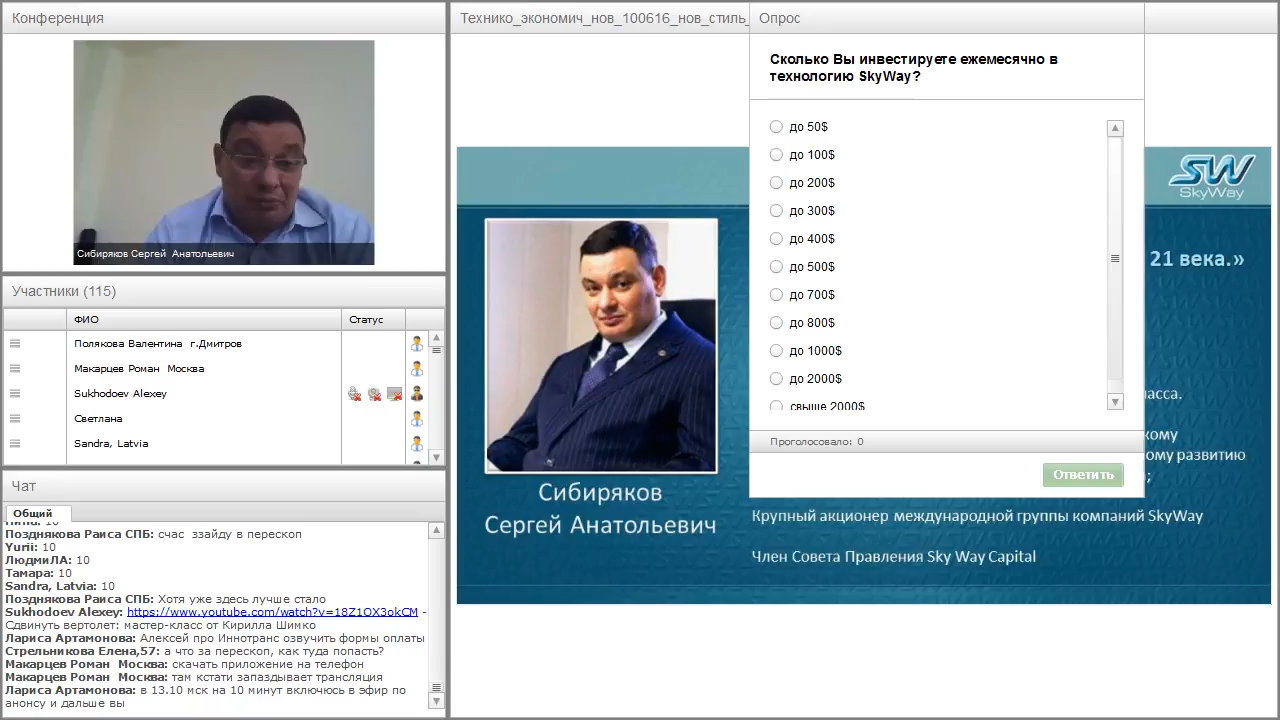 Конференция
Сибиряков Сергей Анатольевич
Участники (115)
ФИО
Статус
Полякова Валентина г.Дмитров
Макарцев Роман Москва
Sukhodoev Alexey
Светлана
Sandra, Latvia
Чат
Общий
10
Позднякова Раиса СПБ: счас ззайду в перескоп
Yurii: 10
ЛюдмиЛА: 10
Тамара: 10
Sandra, Latvia: 10
Позднякова Раиса СПБ: Хотя уже здесь лучше стало
Sukhodoev Alexey: https://www.youtube.com/watch?v=18Z1OX3okCM -
Сдвинуть вертолет: мастер-класс от Кирилла Шимко
Лариса Артамонова: Алексей про Иннотранс озвучить формы оплаты
Стрельникова Елена,57: а что за перескоп, как туда попасть?
Макарцев Роман Москва: скачать приложение на телефон
Макарцев Роман Москва: там кстати запаздывает трансляция
Лариса Артамонова: в 13.10 мск на 10 минут включюсь в эфир по
анонсу и дальше вы
Технико_экономич_нов_100616_нов_стиль_
Опрос
Сколько Вы инвестируете ежемесячно в
технологию SkyWay?
до 50$
до 100$
до 200$
до 300$
до 400$
до 500$
до 700$
до 800$
до 1000$
до 2000$
свыше 2000$
Проголосовало: 0
Ответить
SW
SkyWay
21 века.»
асса.
кому
ому развитию
;
Сибиряков
Сергей Анатольевич
Крупный акционер международной группы компаний SkyWay
Член Совета Правления Sky Way Capital